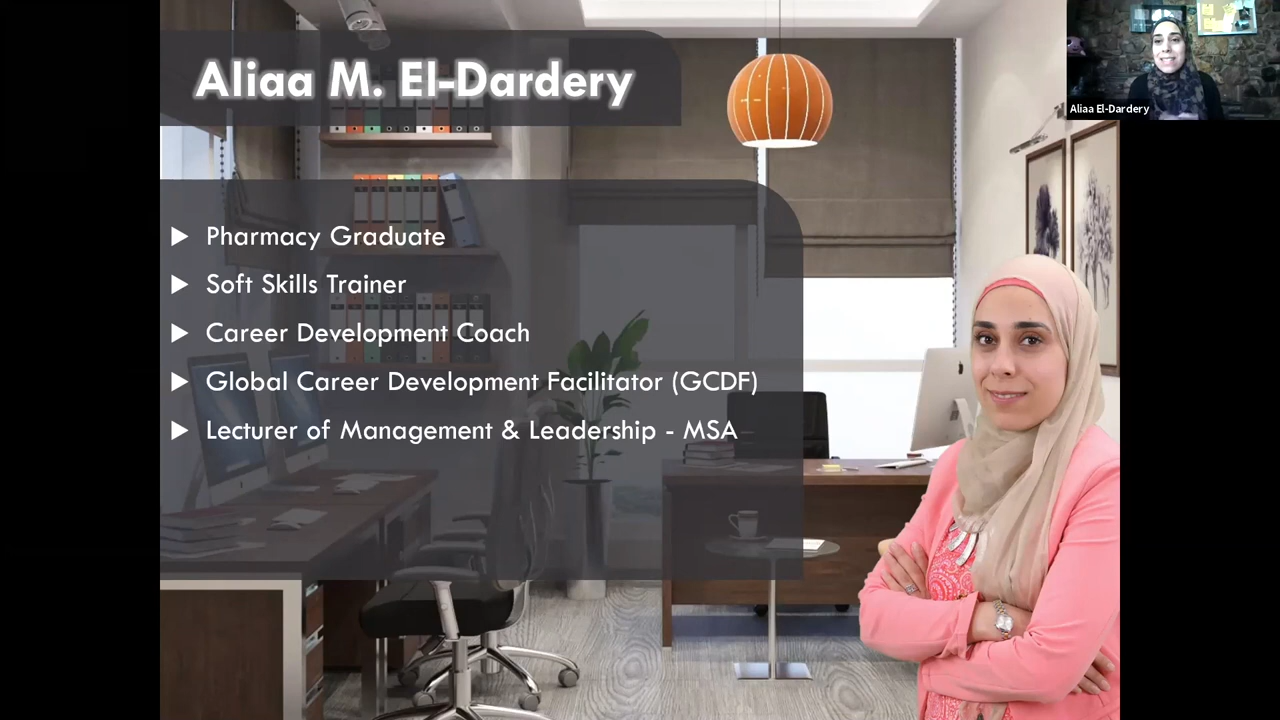 Aliaa M. El-Dardery
Aliaa El-Dardery
Pharmacy Graduate
Soft Skills Trainer
Career Development Coach
Global Career Development Facilitator (GCDF)
Lecturer of Management & Leadership - MSA